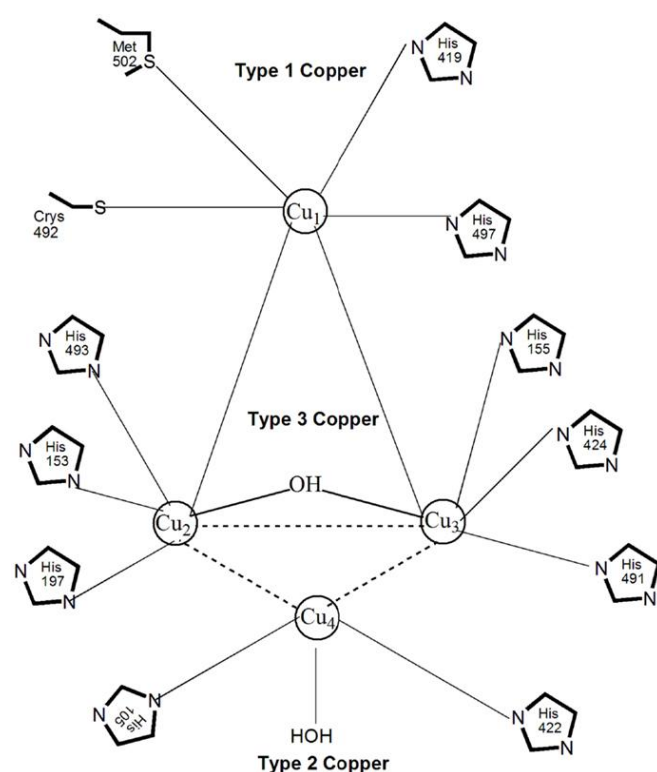 Met
502
S
Type 1 Copper
N
His
419
N
Crys
492
S
Cu1
N
His
497
N
N
His
493
N
N
His
155
N
Type 3 Copper
N
His
153
N
N
His
424
N
OH
Cu2
Cu3
N
His
197
N
N
His
491
N
Cu4
N
His
105
N
N
His
422
N
HOH
Type 2 Copper